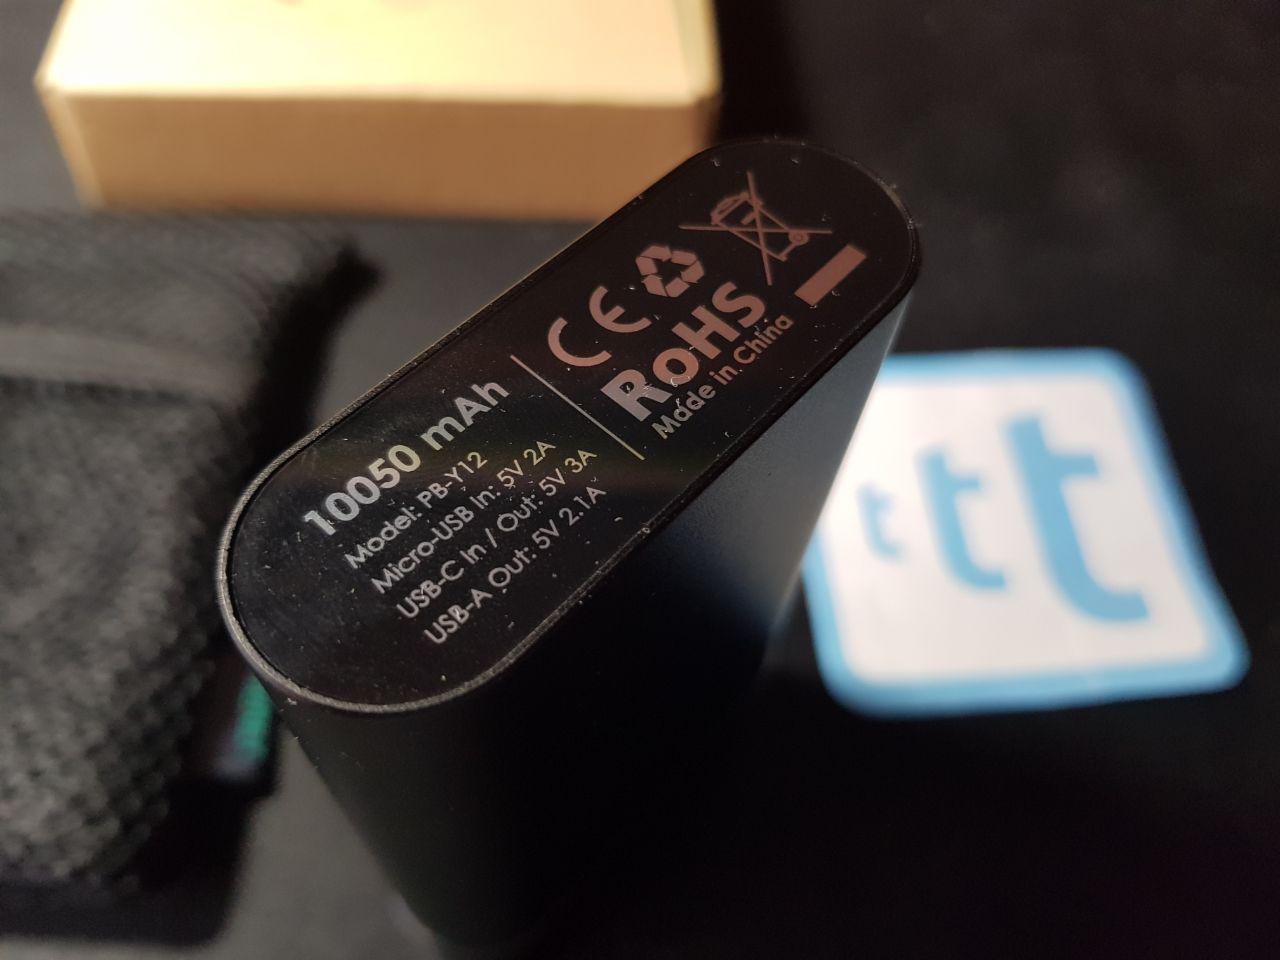 10050 mAh
Model: PB-Y12
Micro-USB In: 5V 2A
USB-C In / Out: 5V 3A
USB-A Out: 5V 2.1A
CE
RoHS
Made in China
ttt